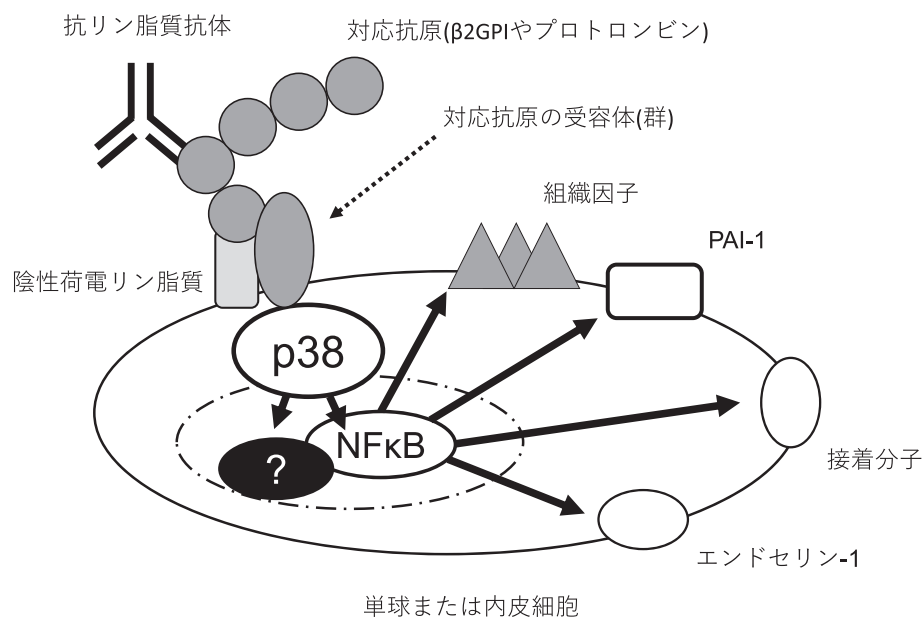 抗リン脂質抗体
対応抗原(β2GPIやプロトロンビン)
対応抗原の受容体(群)
組織因子
PAI-1
陰性荷電リン脂質
p38
NFκB
?
接着分子
エンドセリン-1
単球または内皮細胞